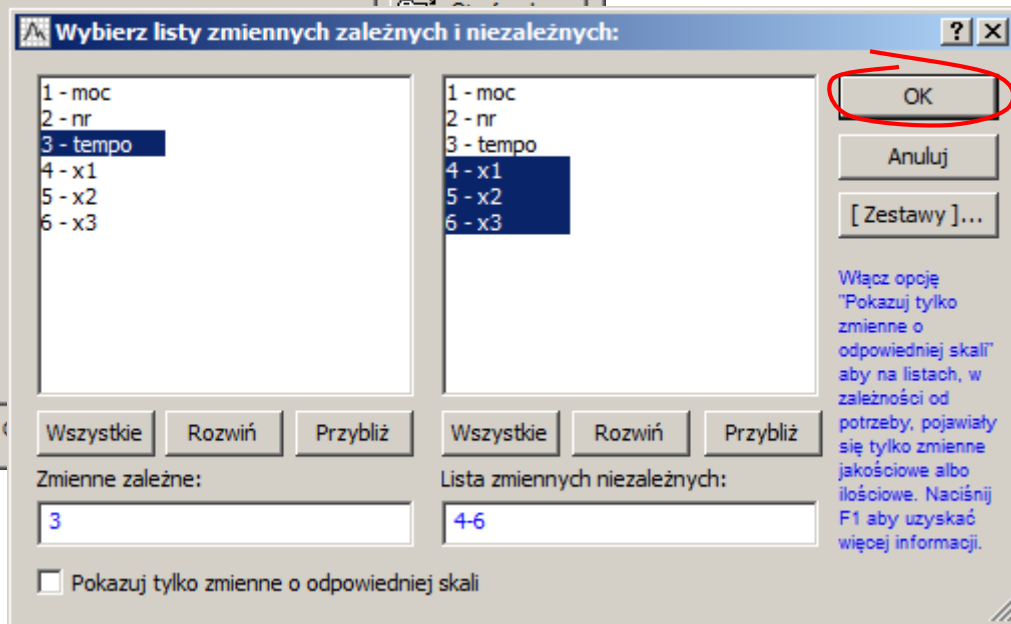 Wybierz listy zmiennych zależnych i niezależnych:
1 - moc
2 - nr
3 - tempo
4 - x1
5 - x2
6 - x3
1 - moc
2 - nr
3 - tempo
4 - x1
5 - x2
6 - x3
OK
Anuluj
[ Zestawy ]...
Włącz opcję
"Pokazuj tylko
zmienne o
odpowiedniej skali"
aby na listach, w
zależności od
potrzeby, pojawiały
się tylko zmienne
jakościowe albo
ilościowe. Naciśnij
F1 aby uzyskać
więcej informacji.
Wszystkie Rozwiń Przybliż
Wszystkie Rozwiń Przybliż
Zmienne zależne:
3
Lista zmiennych niezależnych:
4-6
Pokazuj tylko zmienne o odpowiedniej skali